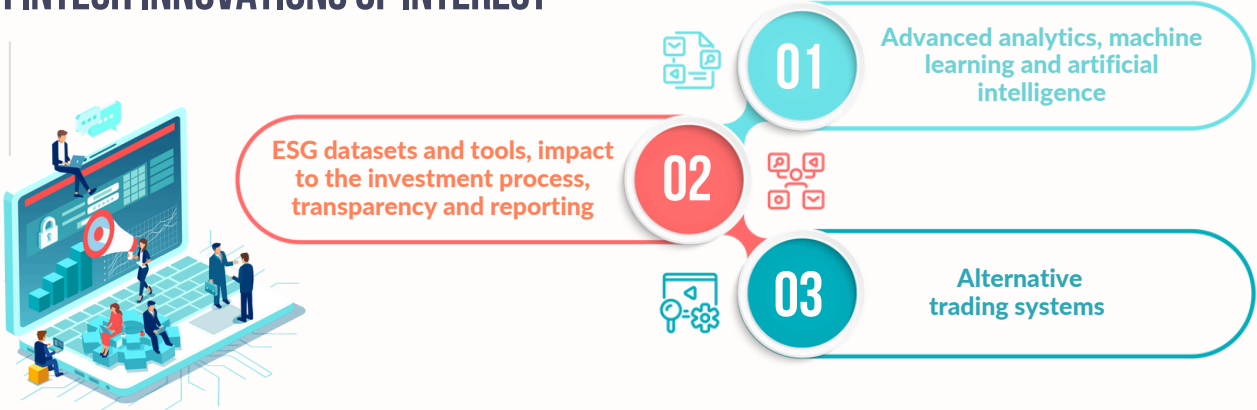 FINTECH INNOVATIONS OF INTEREST
01
Advanced analytics, machine
learning and artificial
intelligence
02
ESG datasets and tools, impact
to the investment process,
transparency and reporting
03
Alternative
trading systems